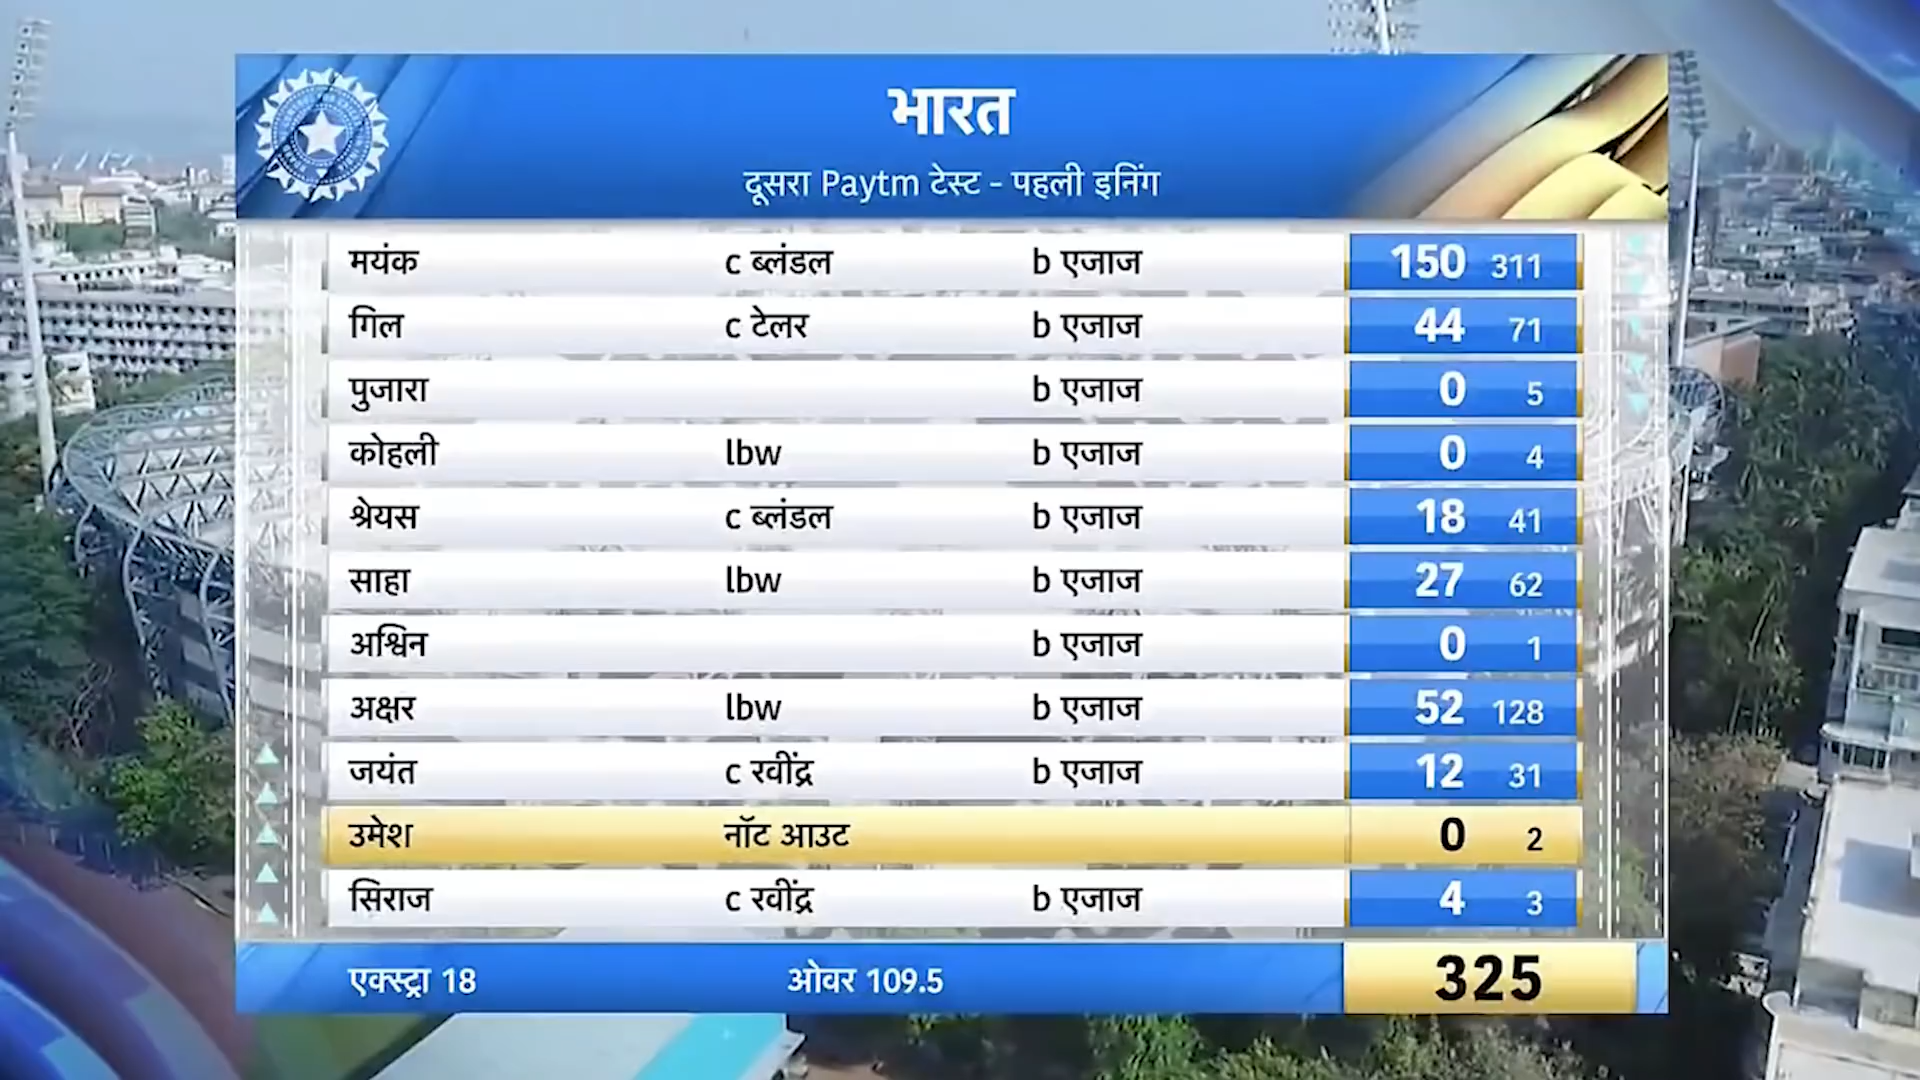 भारत
दूसरा Paytm टेस्ट - पहली इनिंग
मयंक c ब्लंडल b एजाज 150 311
गिल c टेलर b एजाज 44 71
पुजारा b एजाज 0 5
कोहली lbw b एजाज 0 4
श्रेयस c ब्लंडल b एजाज 18 41
साहा lbw b एजाज 27 62
अश्विन b एजाज 0 1
अक्षर lbw b एजाज 52 128
जयंत c रवींद्र b एजाज 12 31
उमेश नॉट आउट 0 2
सिराज c रवींद्र b एजाज 4 3
एक्स्ट्रा 18 ओवर 109.5 325